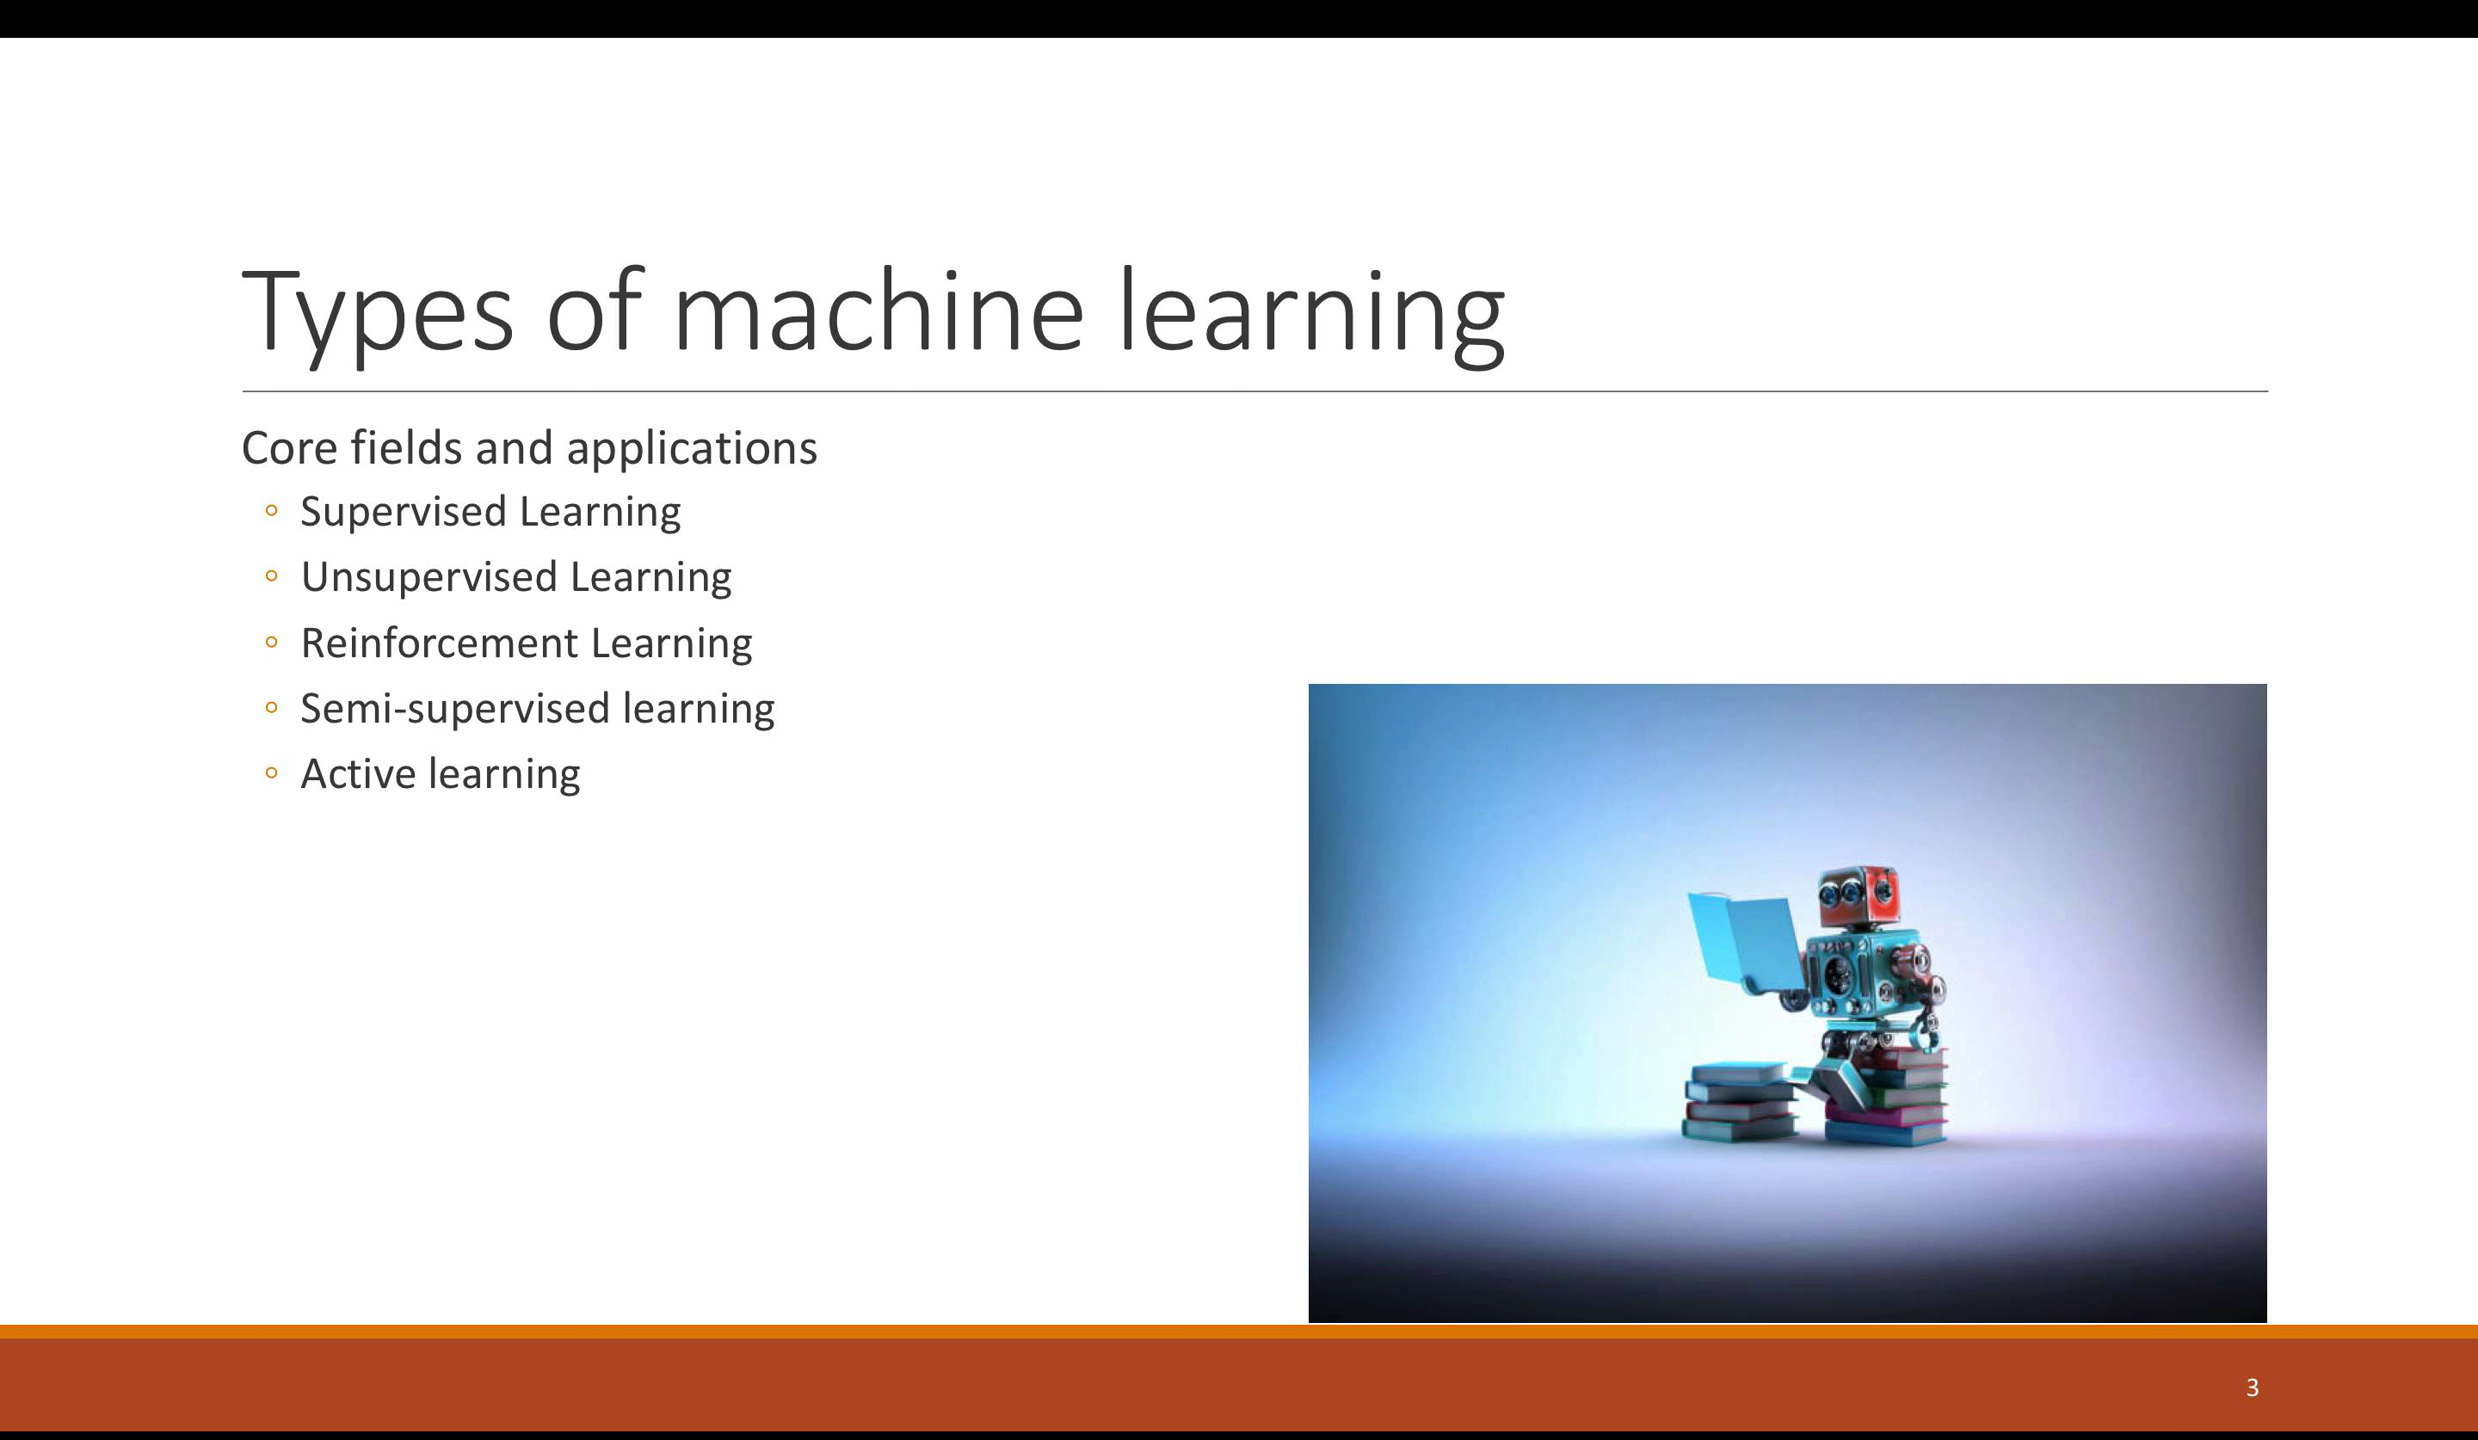 Types of machine learning
Core fields and applications
◦ Supervised Learning
◦ Unsupervised Learning
◦ Reinforcement Learning
◦ Semi-supervised learning
◦ Active learning
3